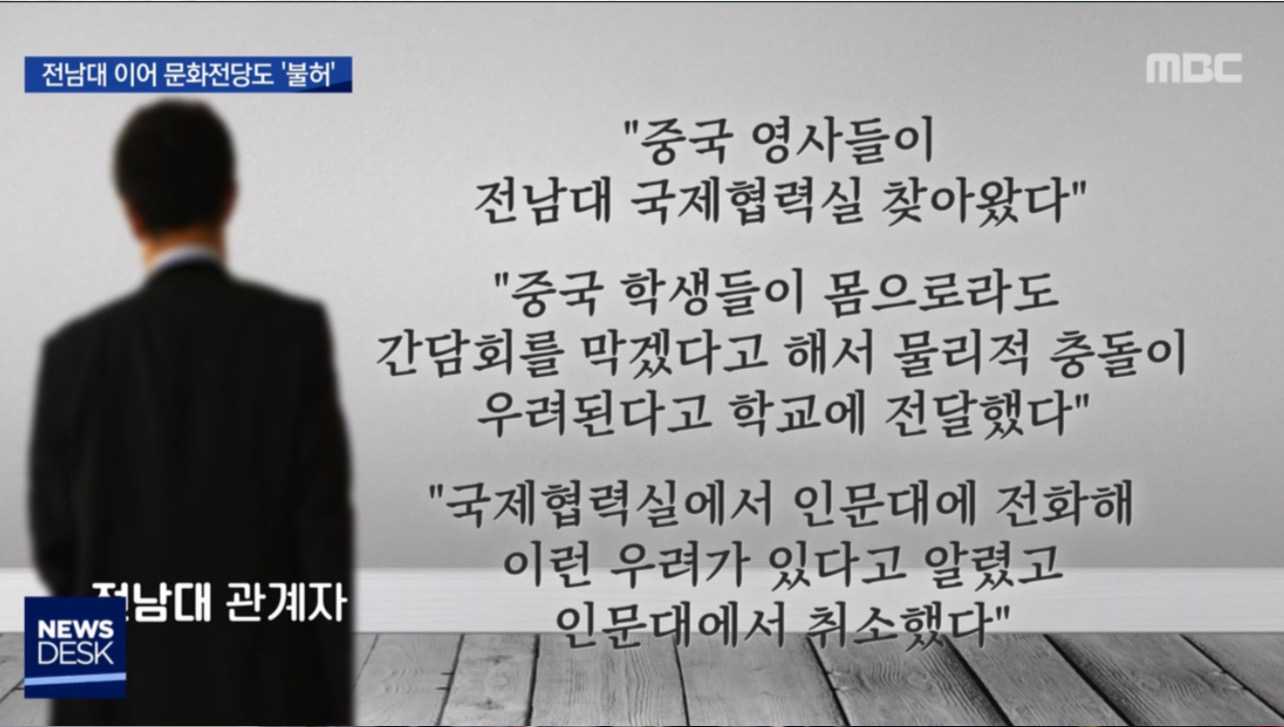 전남대 이어 문화전당도 '불허'
MBC
"중국 영사들이
전남대 국제협력실 찾아왔다"
"중국 학생들이 몸으로라도
간담회를 막겠다고 해서 물리적 충돌이
우려된다고 학교에 전달했다"
"국제협력실에서 인문대에 전화해
이런 우려가 있다고 알렸고
인문대에서 취소했다"
전남대 관계자
NEWS
DESK